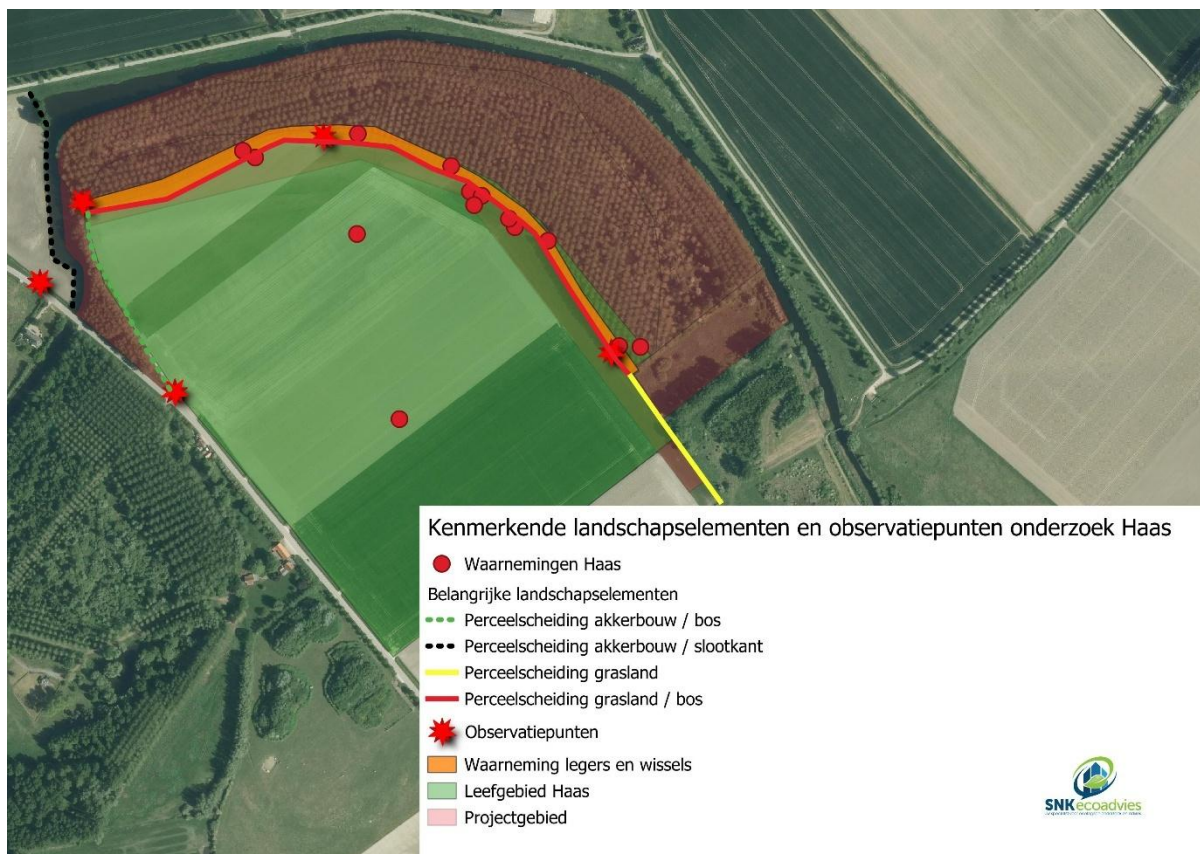 Kenmerkende landschapselementen en observatiepunten onderzoek Haas
Waarnemingen Haas
Belangrijke landschapselementen
Perceelscheiding akkerbouw / bos
Perceelscheiding akkerbouw / slootkant
Perceelscheiding grasland
Perceelscheiding grasland / bos
Observatiepunten
Waarneming legers en wissels
Leefgebied Haas
Projectgebied
SNKecoadvies